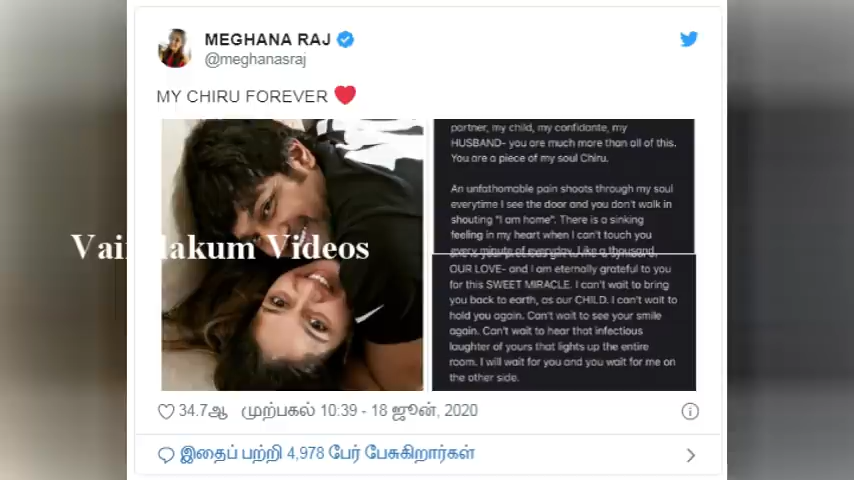 MEGHANA RAJ
@meghanasraj
MY CHIRU FOREVER ❤
partner, my child, my confidante, my
HUSBAND- you are much more than all of this.
You are a piece of my soul Chiru.
An unfathomable pain shoots through my soul
everytime I see the door and you don't walk in
shouting "I am home". There is a sinking
feeling in my heart when I can't touch you
every minute of everyday. Like a thousand,
OUR LOVE- and I am eternally grateful to you
for this SWEET MIRACLE. I can't wait to bring
you back to earth, as our CHILD. I can't wait to
hold you again. Can't wait to see your smile
again. Can't wait to hear that infectious
laughter of yours that lights up the entire
room. I will wait for you and you wait for me on
the other side.
Videos
34.7ஆ முற்பகல் 10:39 - 18 ஜூன், 2020
இதைப் பற்றி 4,978 பேர் பேசுகிறார்கள்